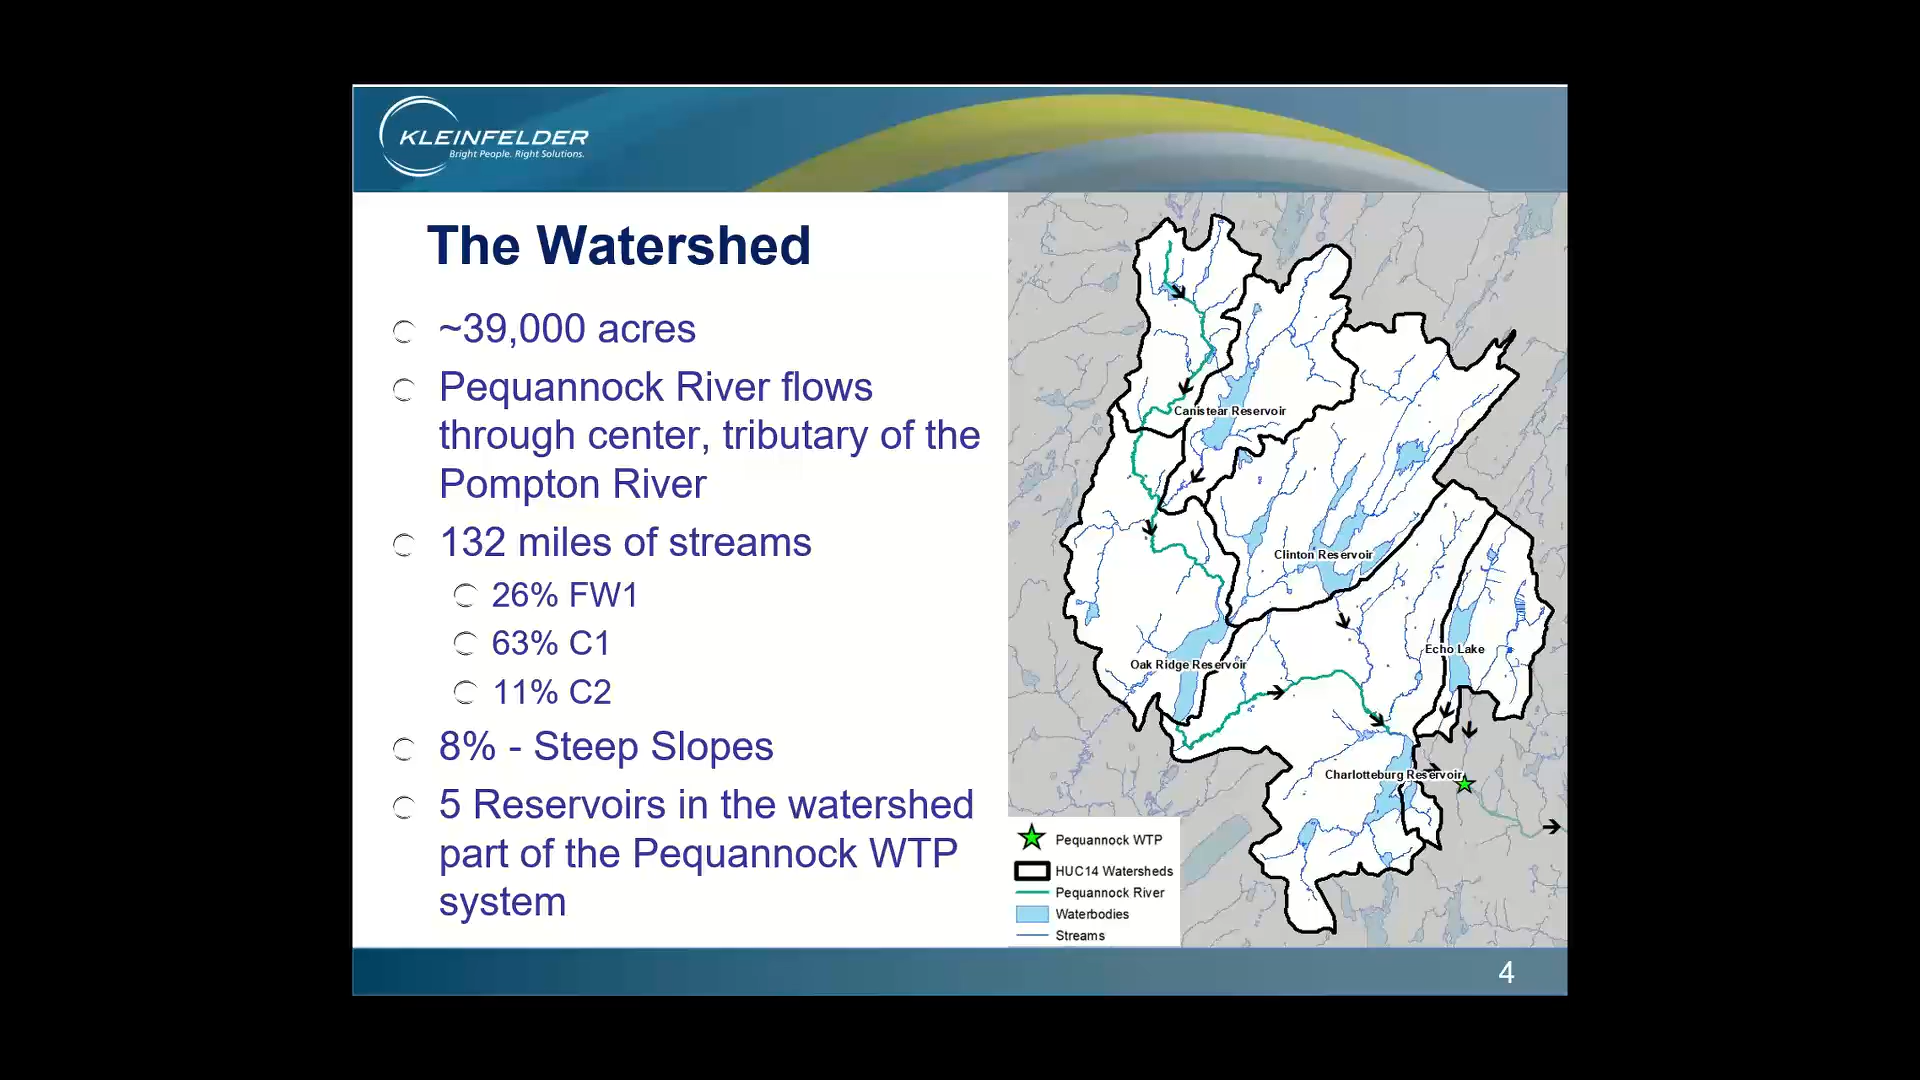 KLEINFELDER
Bright People. Right Solutions.
The Watershed
~39,000 acres
Pequannock River flows
through center, tributary of the
Pompton River
132 miles of streams
26% FW1
63% C1
11% C2
8% - Steep Slopes
5 Reservoirs in the watershed
part of the Pequannock WTP
system
Canistear Reservoir
Clinton Reservoir
Echo Lake
Oak Ridge Reservoir
Charlotteburg Reservoir
Pequannock WTP
HUC14 Watersheds
Pequannock River
Waterbodies
Streams
4